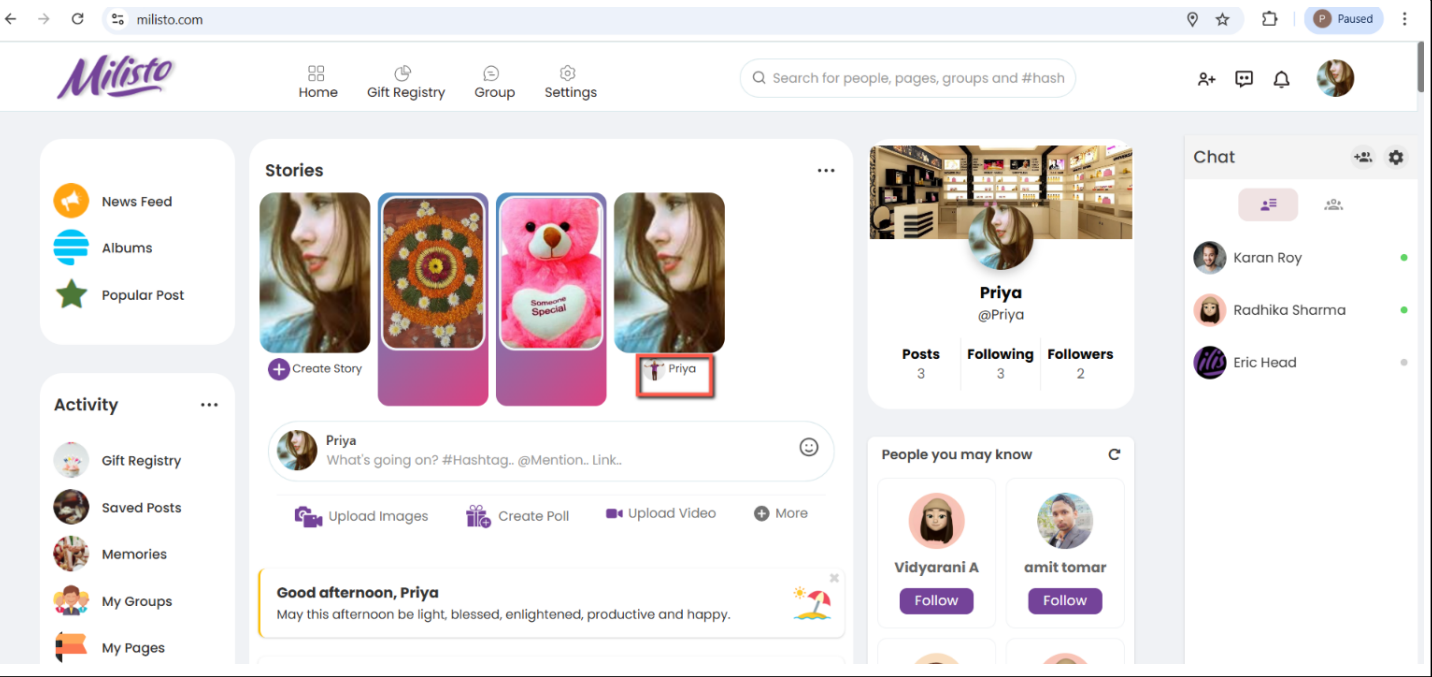 milisto.com
P
Paused
Milisto
Home
Gift Registry
Group
Settings
Search for people, pages, groups and #hash
News Feed
Albums
Popular Post
Activity
Gift Registry
Saved Posts
Memories
My Groups
My Pages
Stories
Someone
Special
Create Story
Priya
Priya
What's going on? #Hashtag.. @Mention.. Link..
Upload Images
Create Poll
Upload Video
More
Good afternoon, Priya
May this afternoon be light, blessed, enlightened, productive and happy.
Priya
@Priya
Posts
3
Following
3
Followers
2
People you may know
Vidyarani A
Follow
amit tomar
Follow
Chat
Karan Roy
Radhika Sharma
ilis
Eric Head